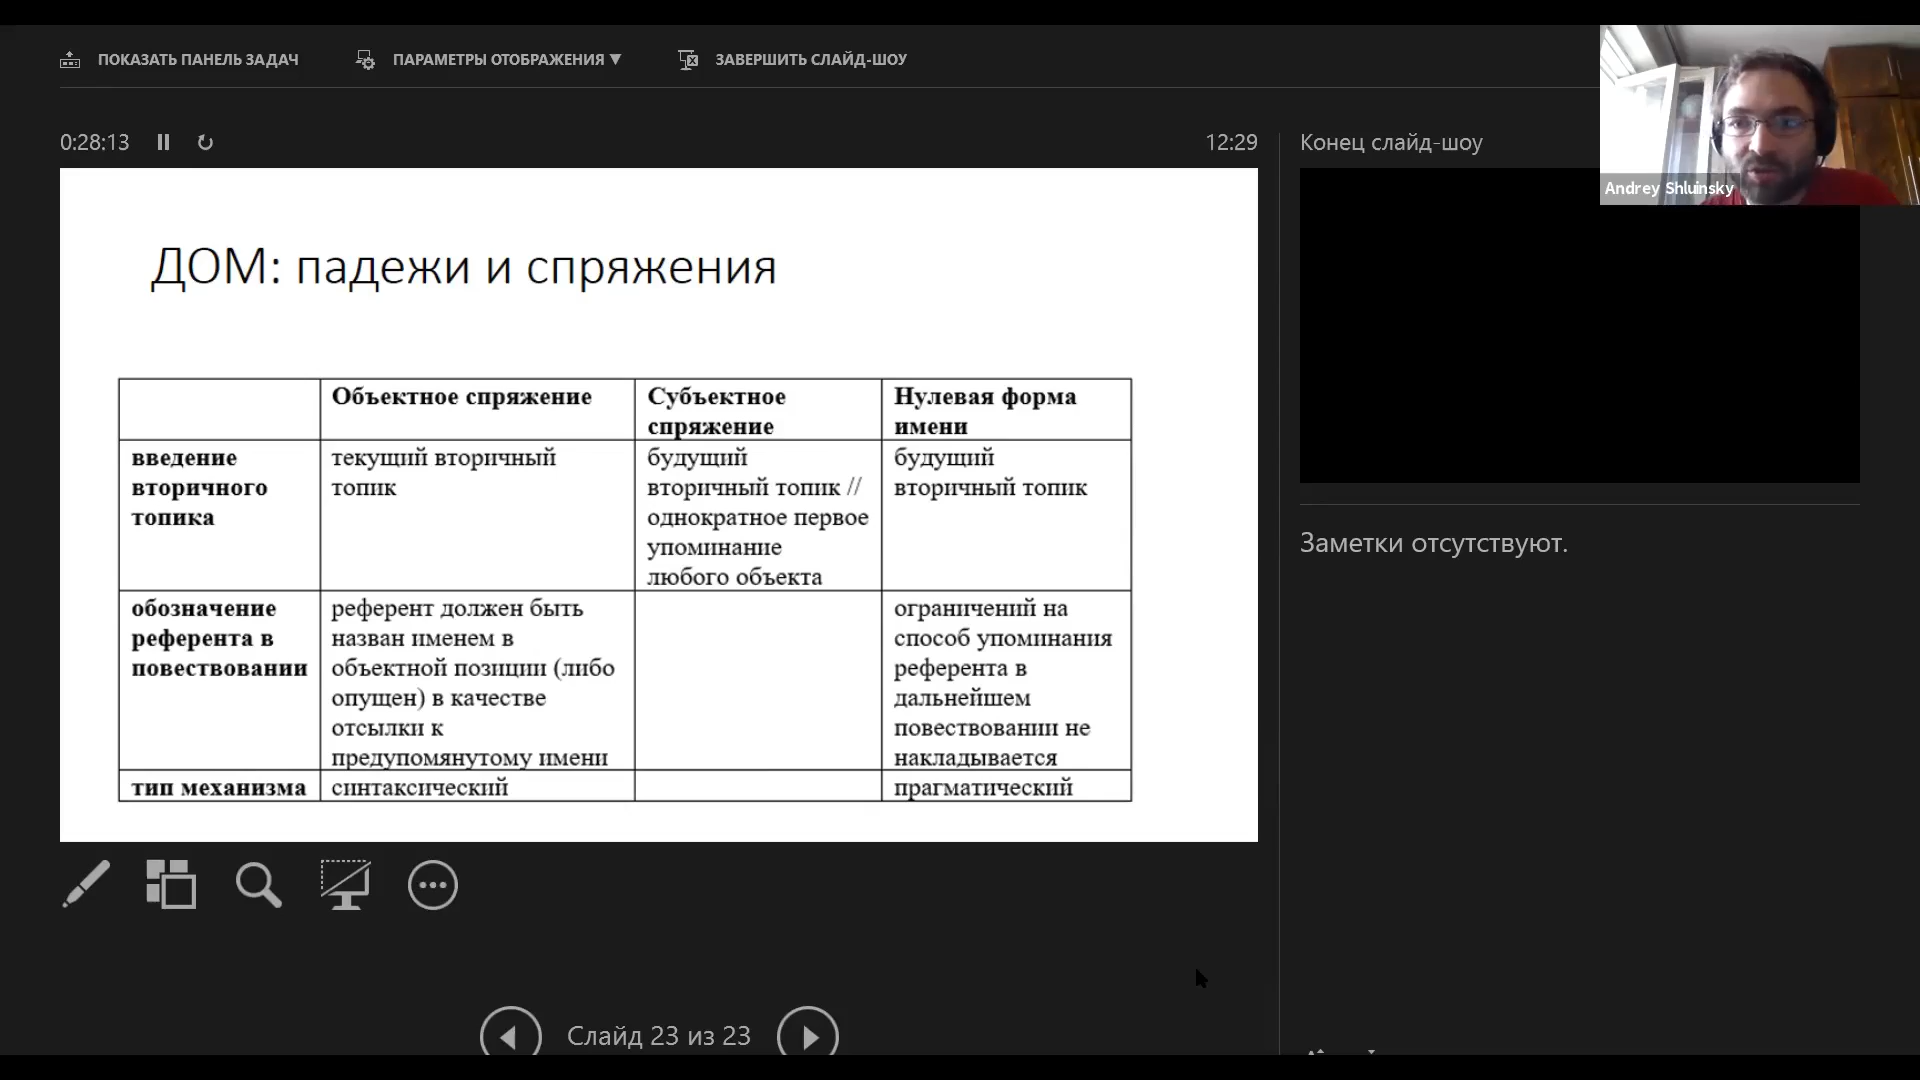 ПОКАЗАТЬ ПАНЕЛЬ ЗАДАЧ
ПАРАМЕТРЫ ОТОБРАЖЕНИЯ ▼
ЗАВЕРШИТЬ СЛАЙД-ШОУ
0:28:13
12:29
Конец слайд-шоу
Andrey Shluinsky
ДОМ: падежи и спряжения
Объектное спряжение
Субъектное
спряжение
Нулевая форма
имени
введение
вторичного
топика
текущий вторичный
топик
будущий
вторичный топик //
однократное первое
упоминание
любого объекта
будущий
вторичный топик
обозначение
референта в
повествовании
референт должен быть
назван именем в
объектной позиции (либо
опущен) в качестве
отсылки к
предупомянутому имени
ограничений на
способ упоминания
референта в
дальнейшем
повествовании не
накладывается
тип механизма
синтаксический
прагматический
Заметки отсутствуют.
Слайд 23 из 23